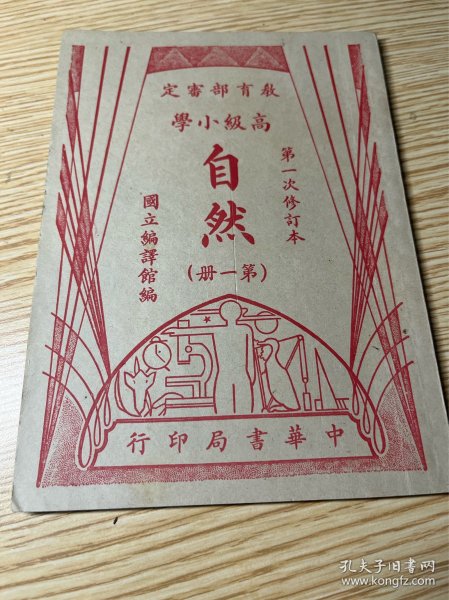 教育部審定
高級小學
第一次修訂本
自然
(第一册)
國立編譯館編
中華書局印行
孔夫子旧书网
www.kongfz.com